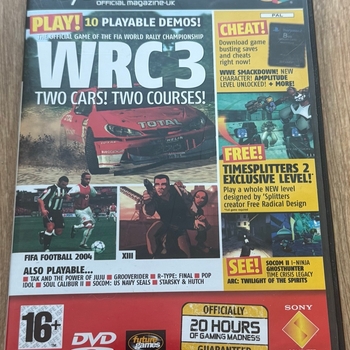 OFFICIAL MAGAZINE-UK
PAL
PLAY! 10 PLAYABLE DEMOS!
THE OFFICIAL GAME OF THE FIA WORLD RALLY CHAMPIONSHIP
WRC 3
TWO CARS! TWO COURSES!
TOTAL
FIFA FOOTBALL 2004
XIII
ALSO PLAYABLE...
TAK AND THE POWER OF JUJU GROOVERIDER R-TYPE: FINAL POP
IDOL SOUL CALIBUR II SOCOM: US NAVY SEALS STARSKY & HUTCH
CHEAT!
Download game
busting saves
and cheats
right now!
WWE SMACKDOWN! NEW
CHARACTER! AMPLITUDE
LEVEL UNLOCKED! + MORE!
FREE!
TIMESPLITTERS 2
EXCLUSIVE LEVEL!
Play a whole NEW level
designed by 'Splitters
creator Free Radical Design
SEE!
SOCOM II I-NINJA
GHOSTHUNTER
TIME CRISIS LEGACY
ARC: TWILIGHT OF THE SPIRITS
16+
DVD
future
games
OFFICIALLY
20 HOURS
OF GAMING MADNESS
GUARANTEED
SONY